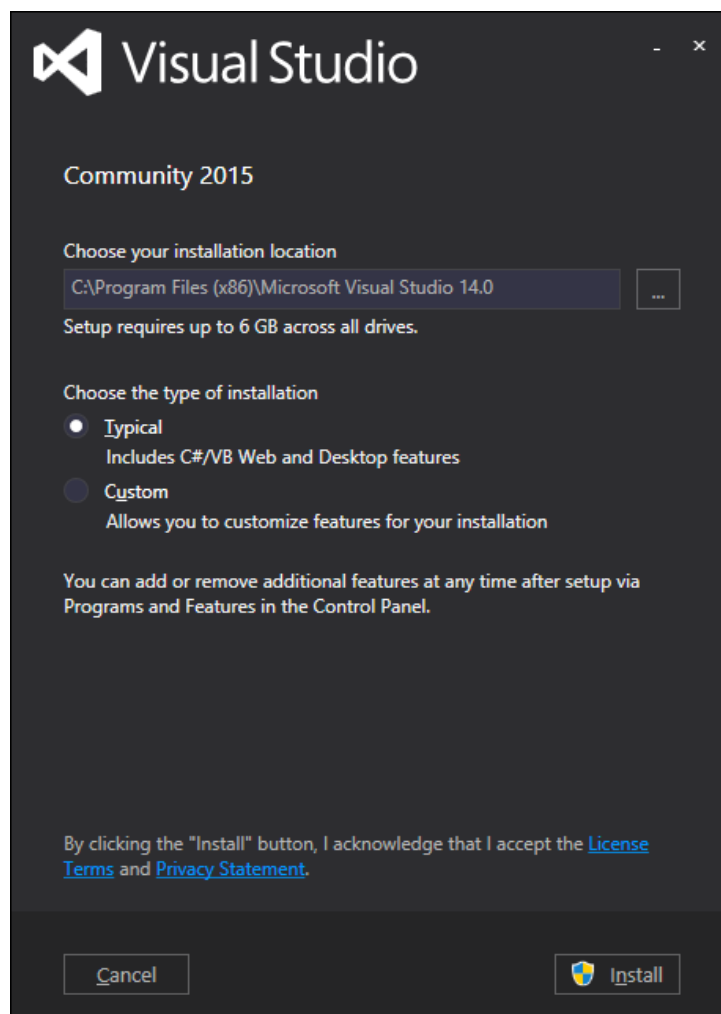 Visual Studio
Community 2015
Choose your installation location
C:\Program Files (x86)\Microsoft Visual Studio 14.0
...
Setup requires up to 6 GB across all drives.
Choose the type of installation
Typical
Includes C#/VB Web and Desktop features
Custom
Allows you to customize features for your installation
You can add or remove additional features at any time after setup via
Programs and Features in the Control Panel.
By clicking the "Install" button, I acknowledge that I accept the License
Terms and Privacy Statement.
Cancel
Install